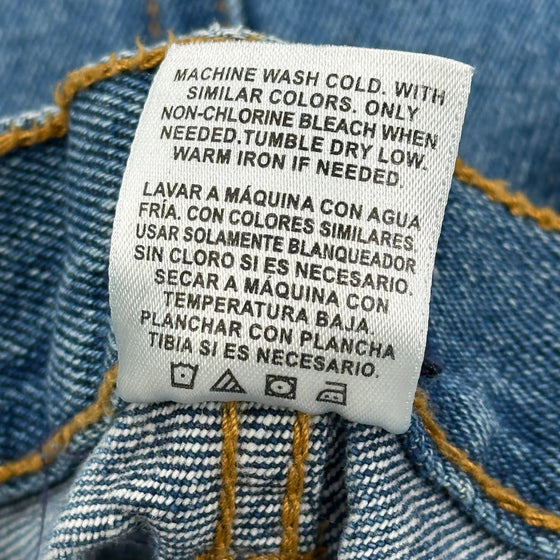 MACHINE WASH COLD. WITH
SIMILAR COLORS. ONLY
NON-CHLORINE BLEACH WHEN
NEEDED.TUMBLE DRY LOW.
WARM IRON IF NEEDED.
LAVAR A MÁQUINA CON AGUA
FRÍA. CON COLORES SIMILARES.
USAR SOLAMENTE BLANQUEADOR
SIN CLORO SI ES NECESARIO.
SECAR A MÁQUINA CON
TEMPERATURA BAJA.
PLANCHAR CON PLANCHA
TIBIA SI ES NECESARIO.